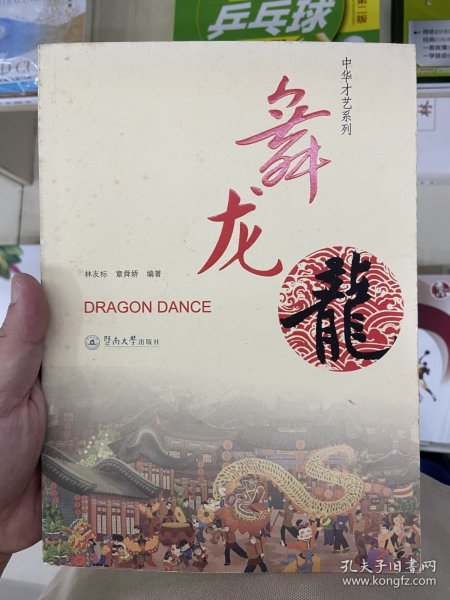 乒乓球
中华才艺系列
舞龙
龍
林友标 章舜娇 编著
DRAGON DANCE
暨南大学出版社
孔夫子旧书网
www.kongfz.com